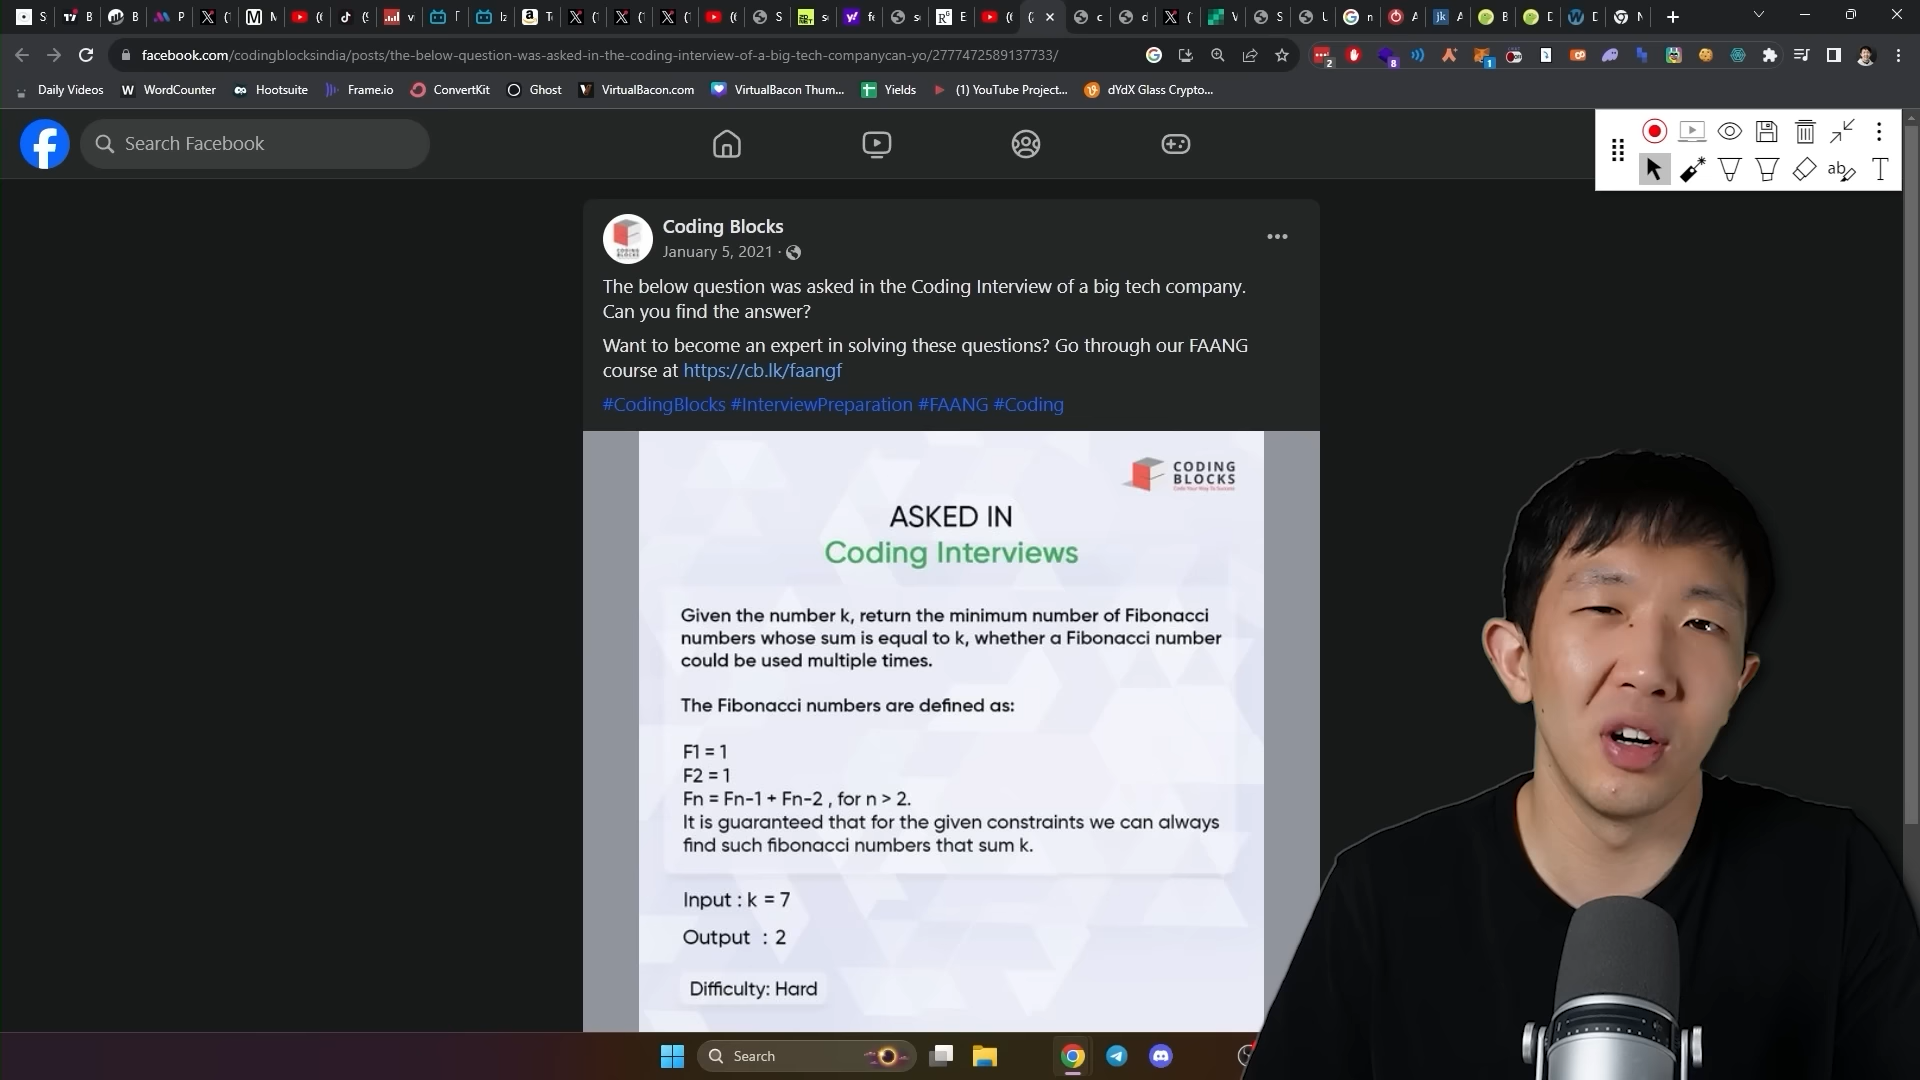 facebook.com/codingblocksindia/posts/the-below-question-was-asked-in-the-coding-interview-of-a-big-tech-companycan-yo/2777472589137733/
Daily Videos
WordCounter
Hootsuite
Frame.io
ConvertKit
Ghost
VirtualBacon.com
VirtualBacon Thum...
Yields
(1) YouTube Project...
dYdX Glass Crypto...
Search Facebook
Coding Blocks
January 5, 2021 ·
The below question was asked in the Coding Interview of a big tech company.
Can you find the answer?
Want to become an expert in solving these questions? Go through our FAANG
course at https://cb.lk/faangf
#CodingBlocks #InterviewPreparation #FAANG #Coding
CODING
BLOCKS
ASKED IN
Coding Interviews
Given the number k, return the minimum number of Fibonacci
numbers whose sum is equal to k, whether a Fibonacci number
could be used multiple times.
The Fibonacci numbers are defined as:
F1 = 1
F2 = 1
Fn = Fn-1 + Fn-2 , for n > 2.
It is guaranteed that for the given constraints we can always
find such fibonacci numbers that sum k.
Input : k = 7
Output : 2
Difficulty: Hard
Search